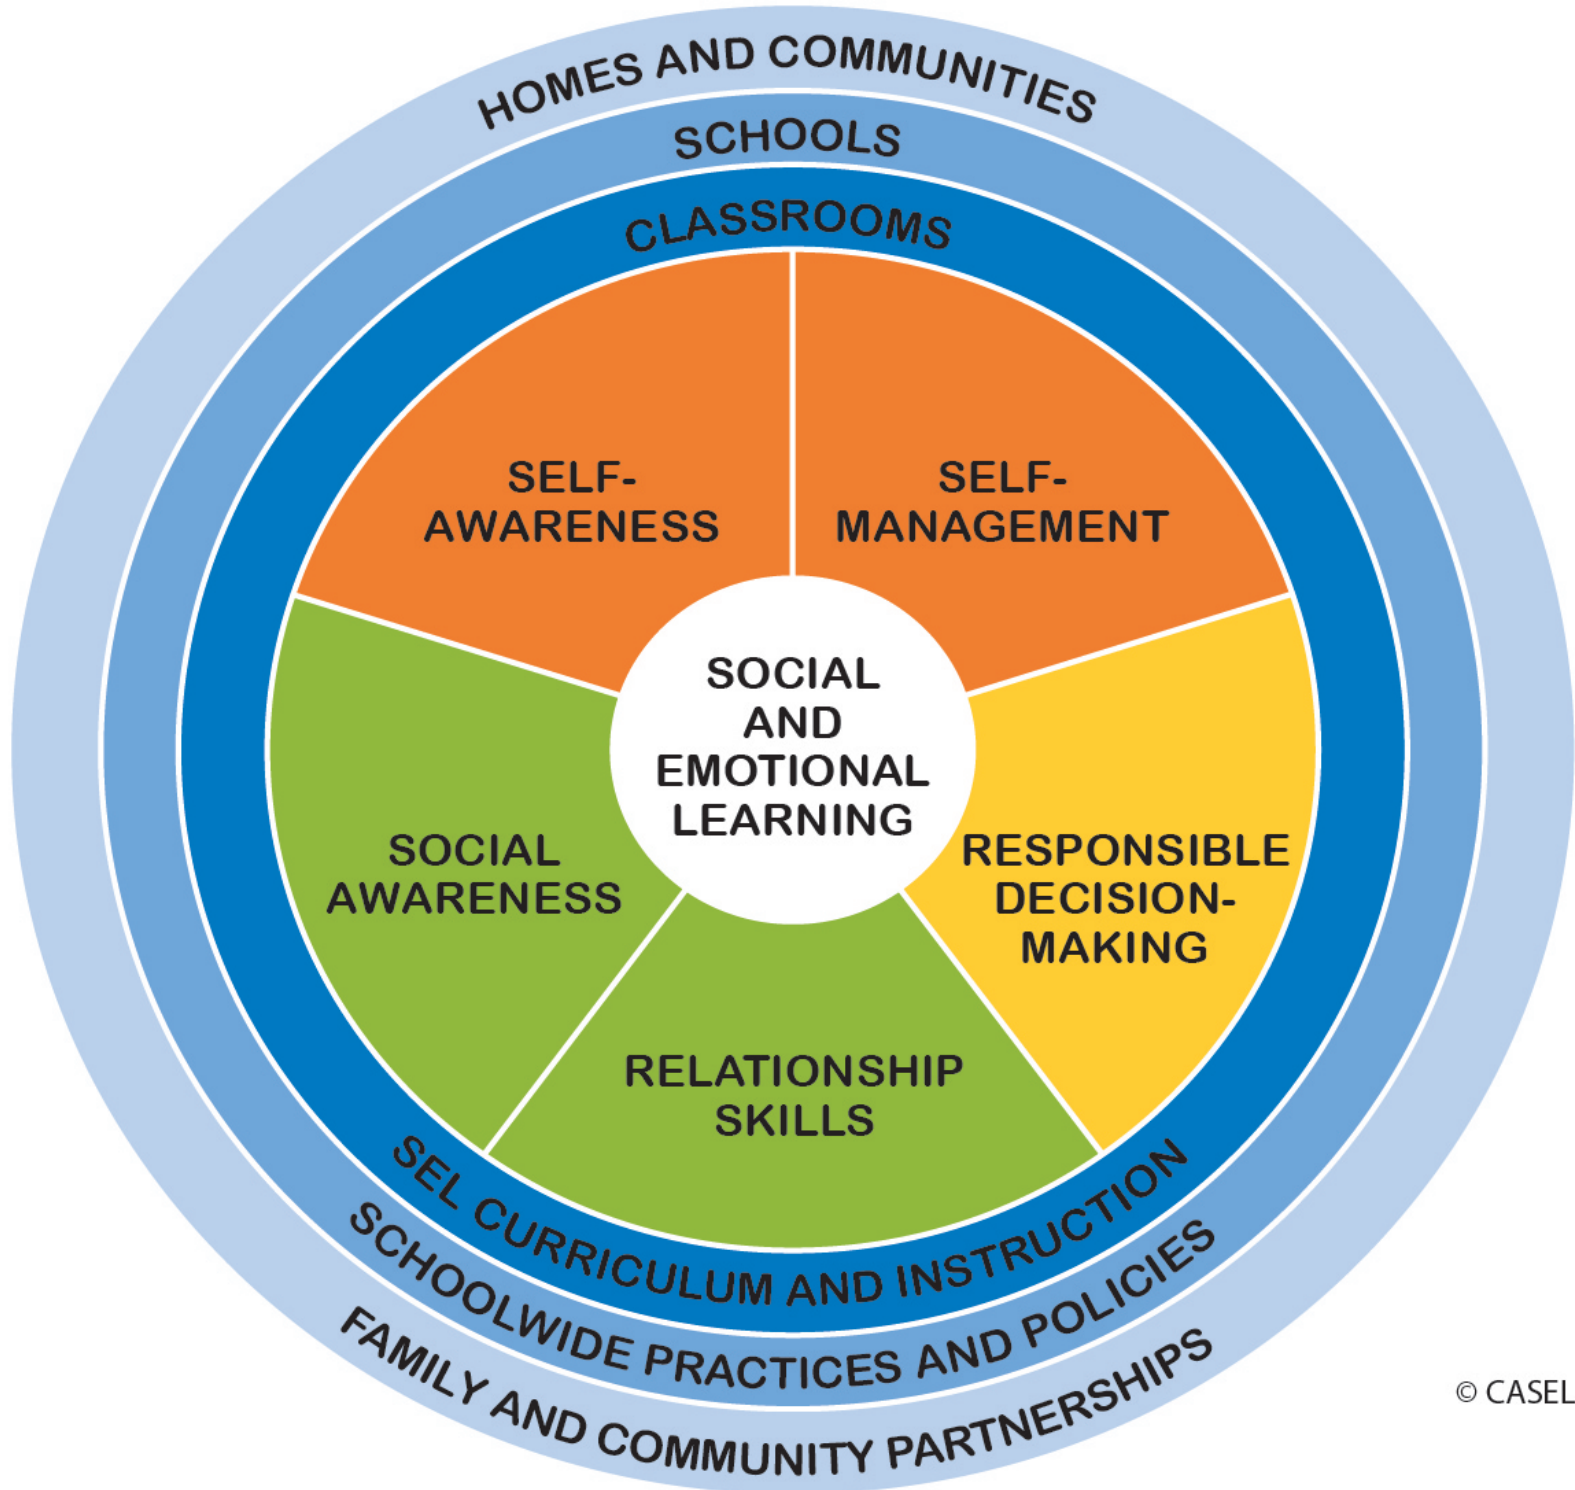 HOMES AND COMMUNITIES
SCHOOLS
CLASSROOMS
SELF-
AWARENESS
SELF-
MANAGEMENT
SOCIAL
AND
EMOTIONAL
LEARNING
SOCIAL
AWARENESS
RESPONSIBLE
DECISION-
MAKING
RELATIONSHIP
SKILLS
SEL CURRICULUM AND INSTRUCTION
SCHOOLWIDE PRACTICES AND POLICIES
FAMILY AND COMMUNITY PARTNERSHIPS
© CASEL